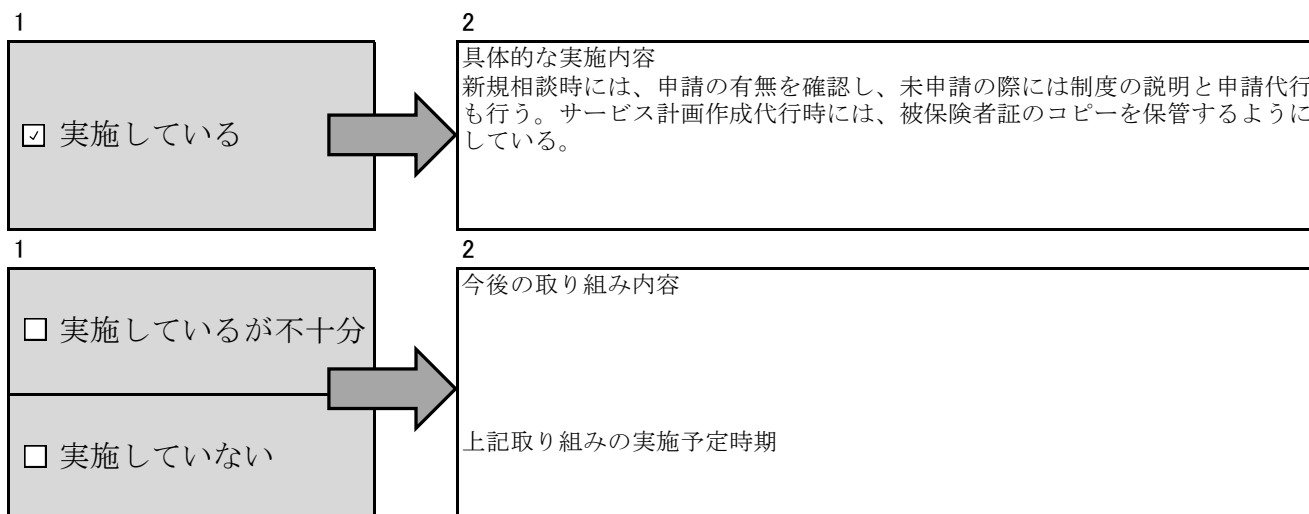 1
2
実施している
具体的な実施内容
新規相談時には、申請の有無を確認し、未申請の際には制度の説明と申請代行
も行う。サービス計画作成代行時には、被保険者証のコピーを保管するように
している。
1
2
実施しているが不十分
実施していない
今後の取り組み内容
上記取り組みの実施予定時期